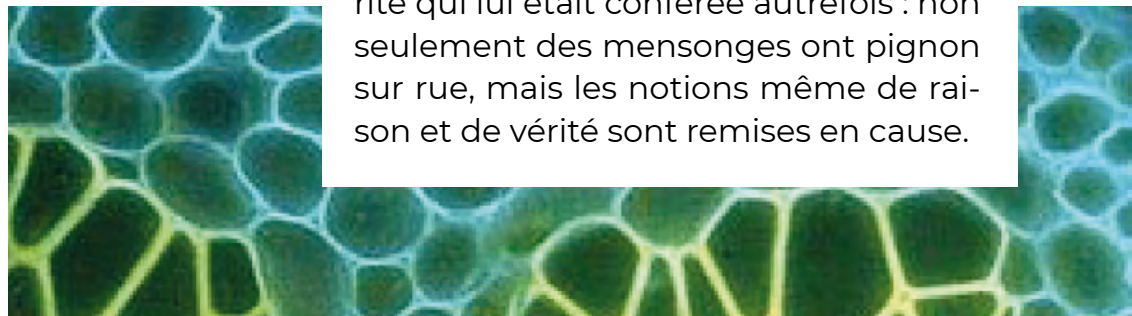 rité qui lui était conférée autrefois : non
seulement des mensonges ont pignon
sur rue, mais les notions même de rai-
son et de vérité sont remises en cause.